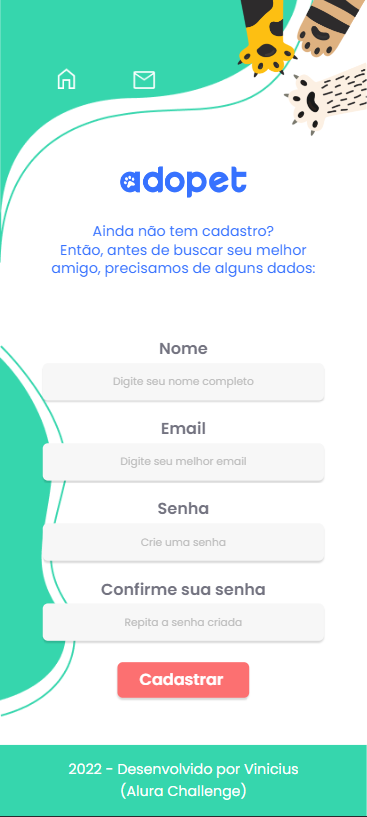 adopet
Ainda não tem cadastro?
Então, antes de buscar seu melhor
amigo, precisamos de alguns dados:
Nome
Digite seu nome completo
Email
Digite seu melhor email
Senha
Crie uma senha
Confirme sua senha
Repita a senha criada
Cadastrar
2022 - Desenvolvido por Vinicius
(Alura Challenge)